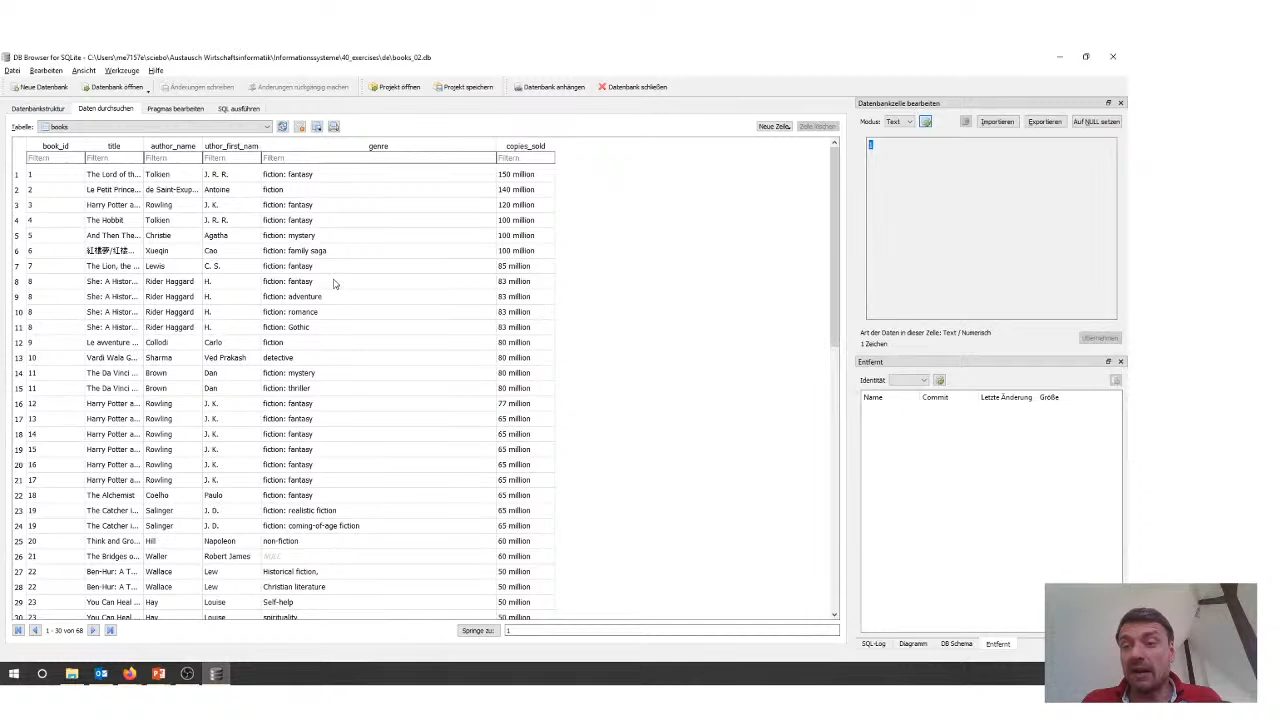 DB Browser for SQLite - C:\Users\me7157e\sciebo\Austausch Wirtschaftsinformatik\Informationssysteme\40_exercises\de\books_02.db
Datei Bearbeiten Ansicht Werkzeuge Hilfe
Neue Datenbank Datenbank öffnen Änderungen schreiben Änderungen rückgängig machen Projekt öffnen Projekt speichern Datenbank anhängen Datenbank schließen
Datenbankstruktur Daten durchsuchen Pragmas bearbeiten SQL ausführen
Tabelle: books Neue Zeile Zeile löschen
book_id title author_name uthor_first_nam genre copies_sold
Filtern Filtern Filtern Filtern Filtern Filtern
1 1 The Lord of th... Tolkien J. R. R. fiction: fantasy 150 million
2 2 Le Petit Prince... de Saint-Exup... Antoine fiction 140 million
3 3 Harry Potter a... Rowling J. K. fiction: fantasy 120 million
4 4 The Hobbit Tolkien J. R. R. fiction: fantasy 100 million
5 5 And Then The... Christie Agatha fiction: mystery 100 million
6 6 紅樓夢/红楼... Xueqin Cao fiction: family saga 100 million
7 7 The Lion, the ... Lewis C. S. fiction: fantasy 85 million
8 8 She: A Histor... Rider Haggard H. fiction: fantasy 83 million
9 8 She: A Histor... Rider Haggard H. fiction: adventure 83 million
10 8 She: A Histor... Rider Haggard H. fiction: romance 83 million
11 8 She: A Histor... Rider Haggard H. fiction: Gothic 83 million
12 9 Le avventure ... Collodi Carlo fiction 80 million
13 10 Vardi Wala G... Sharma Ved Prakash detective 80 million
14 11 The Da Vinci ... Brown Dan fiction: mystery 80 million
15 11 The Da Vinci ... Brown Dan fiction: thriller 80 million
16 12 Harry Potter a... Rowling J. K. fiction: fantasy 77 million
17 13 Harry Potter a... Rowling J. K. fiction: fantasy 65 million
18 14 Harry Potter a... Rowling J. K. fiction: fantasy 65 million
19 15 Harry Potter a... Rowling J. K. fiction: fantasy 65 million
20 16 Harry Potter a... Rowling J. K. fiction: fantasy 65 million
21 17 Harry Potter a... Rowling J. K. fiction: fantasy 65 million
22 18 The Alchemist Coelho Paulo fiction: fantasy 65 million
23 19 The Catcher i... Salinger J. D. fiction: realistic fiction 65 million
24 19 The Catcher i... Salinger J. D. fiction: coming-of-age fiction 65 million
25 20 Think and Gro... Hill Napoleon non-fiction 60 million
26 21 The Bridges o... Waller Robert James NULL 60 million
27 22 Ben-Hur: A T... Wallace Lew Historical fiction, 50 million
28 22 Ben-Hur: A T... Wallace Lew Christian literature 50 million
29 23 You Can Heal ... Hay Louise Self-help 50 million
30 23 You Can Heal ... Hay Louise spirituality 50 million
1 - 30 von 68 Springe zu: 1
Datenbankzelle bearbeiten
Modus: Text Importieren Exportieren Auf NULL setzen
1
Art der Daten in dieser Zelle: Text / Numerisch
1 Zeichen Übernehmen
Entfernt
Identität
Name Commit Letzte Änderung Größe
SQL-Log Diagramm DB Schema Entfernt